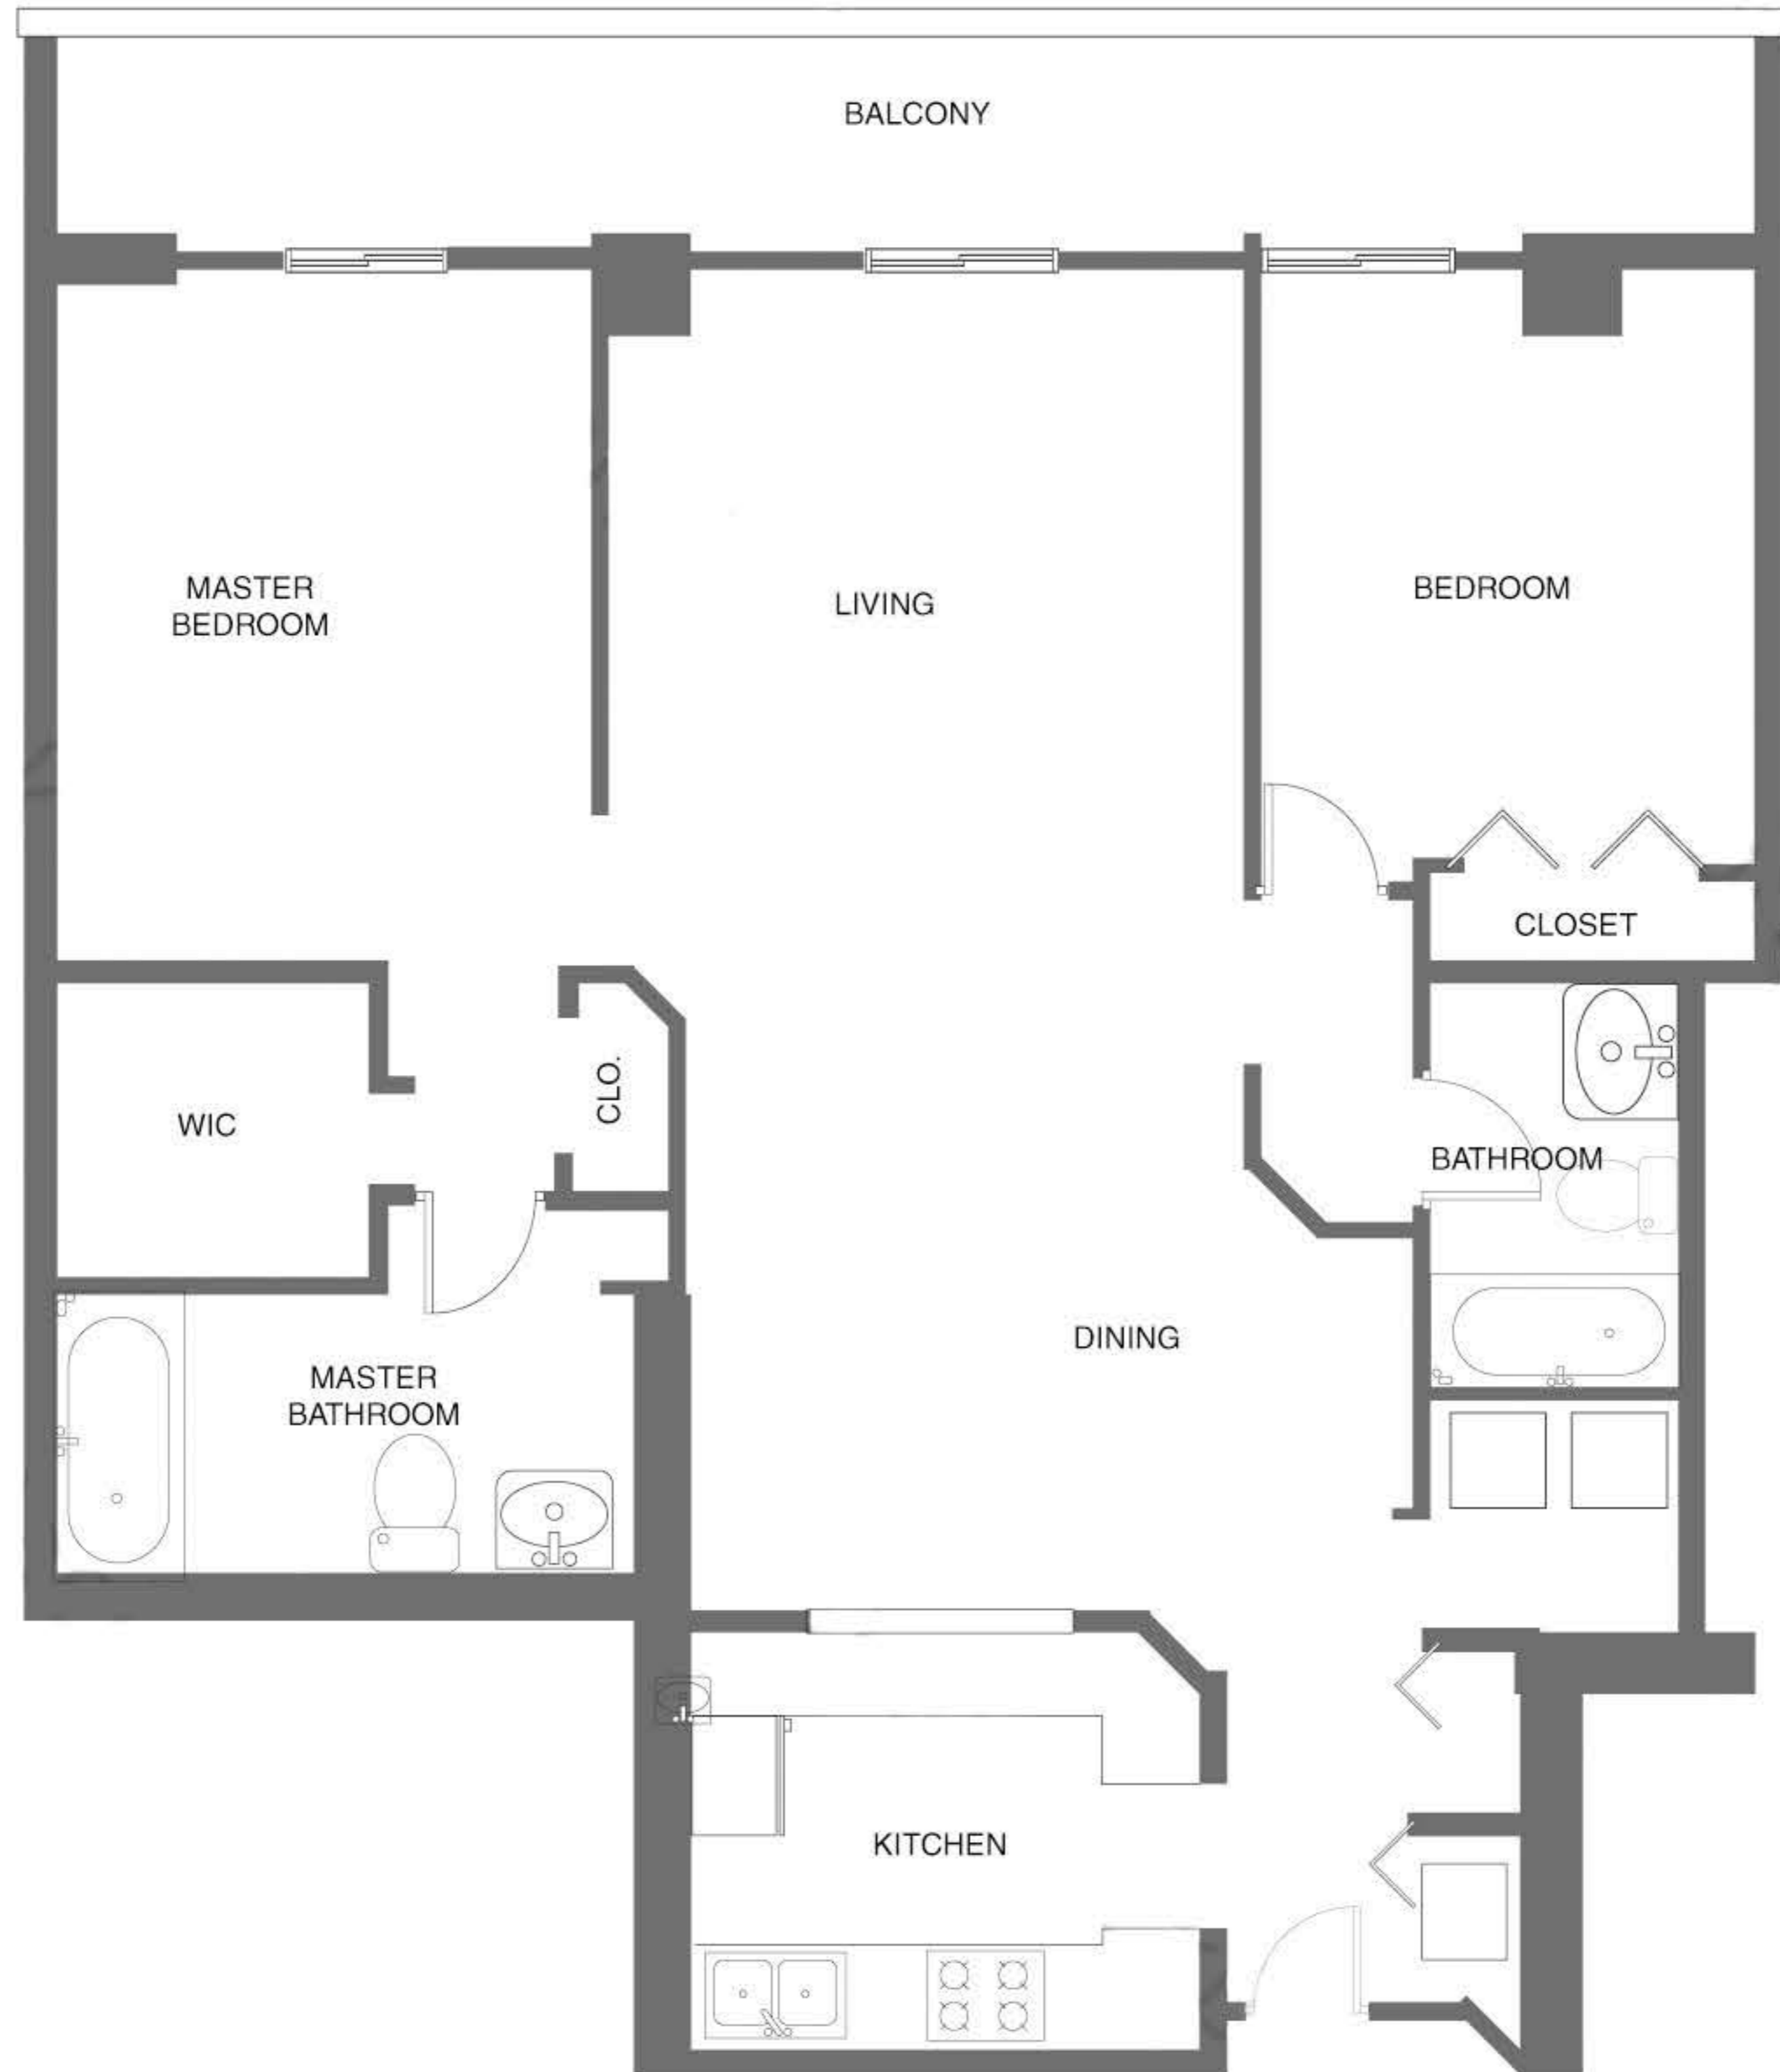 BALCONY
MASTER
BEDROOM
LIVING
BEDROOM
CLOSET
CLO.
WIC
BATHROOM
DINING
MASTER
BATHROOM
KITCHEN